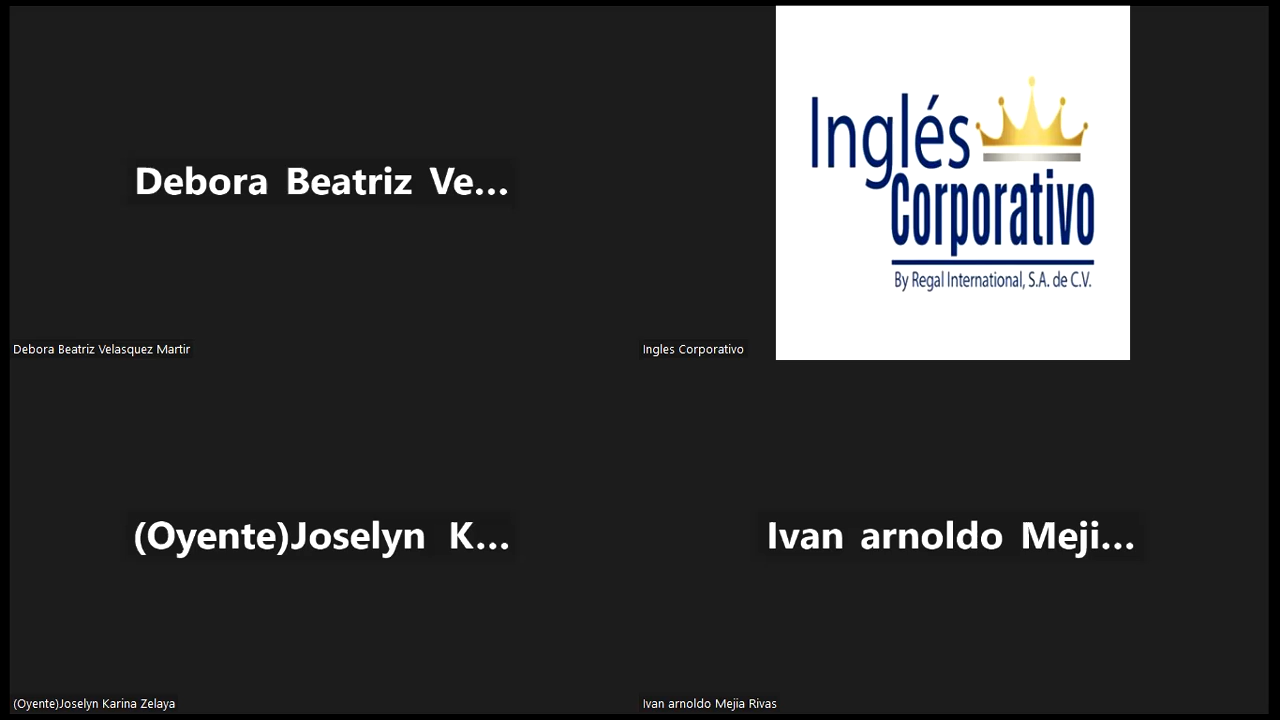 Debora Beatriz Ve...
Debora Beatriz Velasquez Martir
Inglés
Corporativo
By Regal International, S.A. de C.V.
Ingles Corporativo
(Oyente)Joselyn K...
(Oyente)Joselyn Karina Zelaya
Ivan arnoldo Meji...
Ivan arnoldo Mejia Rivas